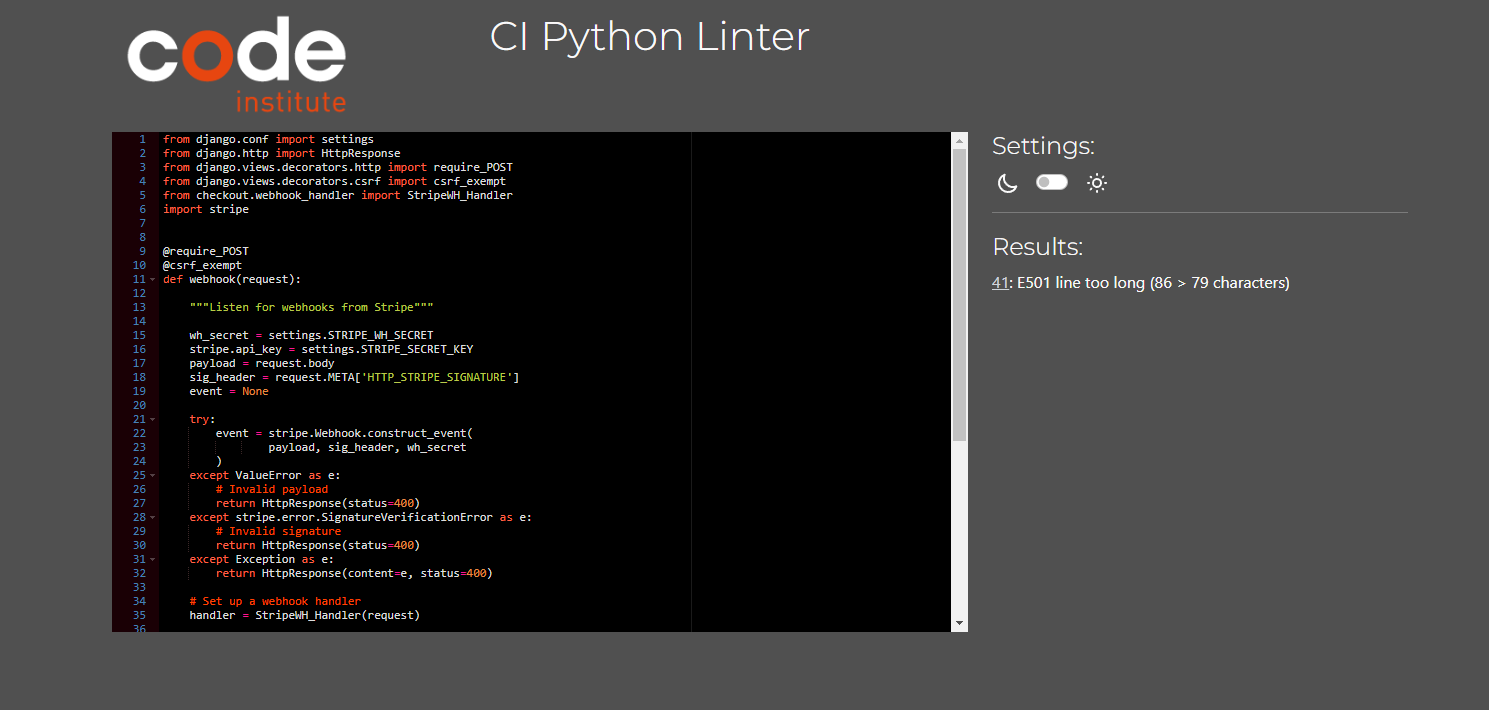 code
institute
CI Python Linter
1 from django.conf import settings
2 from django.http import HttpResponse
3 from django.views.decorators.http import require_POST
4 from django.views.decorators.csrf import csrf_exempt
5 from checkout.webhook_handler import StripeWH_Handler
6 import stripe
7
8
9 @require_POST
10 @csrf_exempt
11 def webhook(request):
12
13     """Listen for webhooks from Stripe"""
14
15     wh_secret = settings.STRIPE_WH_SECRET
16     stripe.api_key = settings.STRIPE_SECRET_KEY
17     payload = request.body
18     sig_header = request.META['HTTP_STRIPE_SIGNATURE']
19     event = None
20
21     try:
22         event = stripe.Webhook.construct_event(
23                 payload, sig_header, wh_secret
24         )
25     except ValueError as e:
26         # Invalid payload
27         return HttpResponse(status=400)
28     except stripe.error.SignatureVerificationError as e:
29         # Invalid signature
30         return HttpResponse(status=400)
31     except Exception as e:
32         return HttpResponse(content=e, status=400)
33
34     # Set up a webhook handler
35     handler = StripeWH_Handler(request)
36
Settings:
Results:
41: E501 line too long (86 > 79 characters)